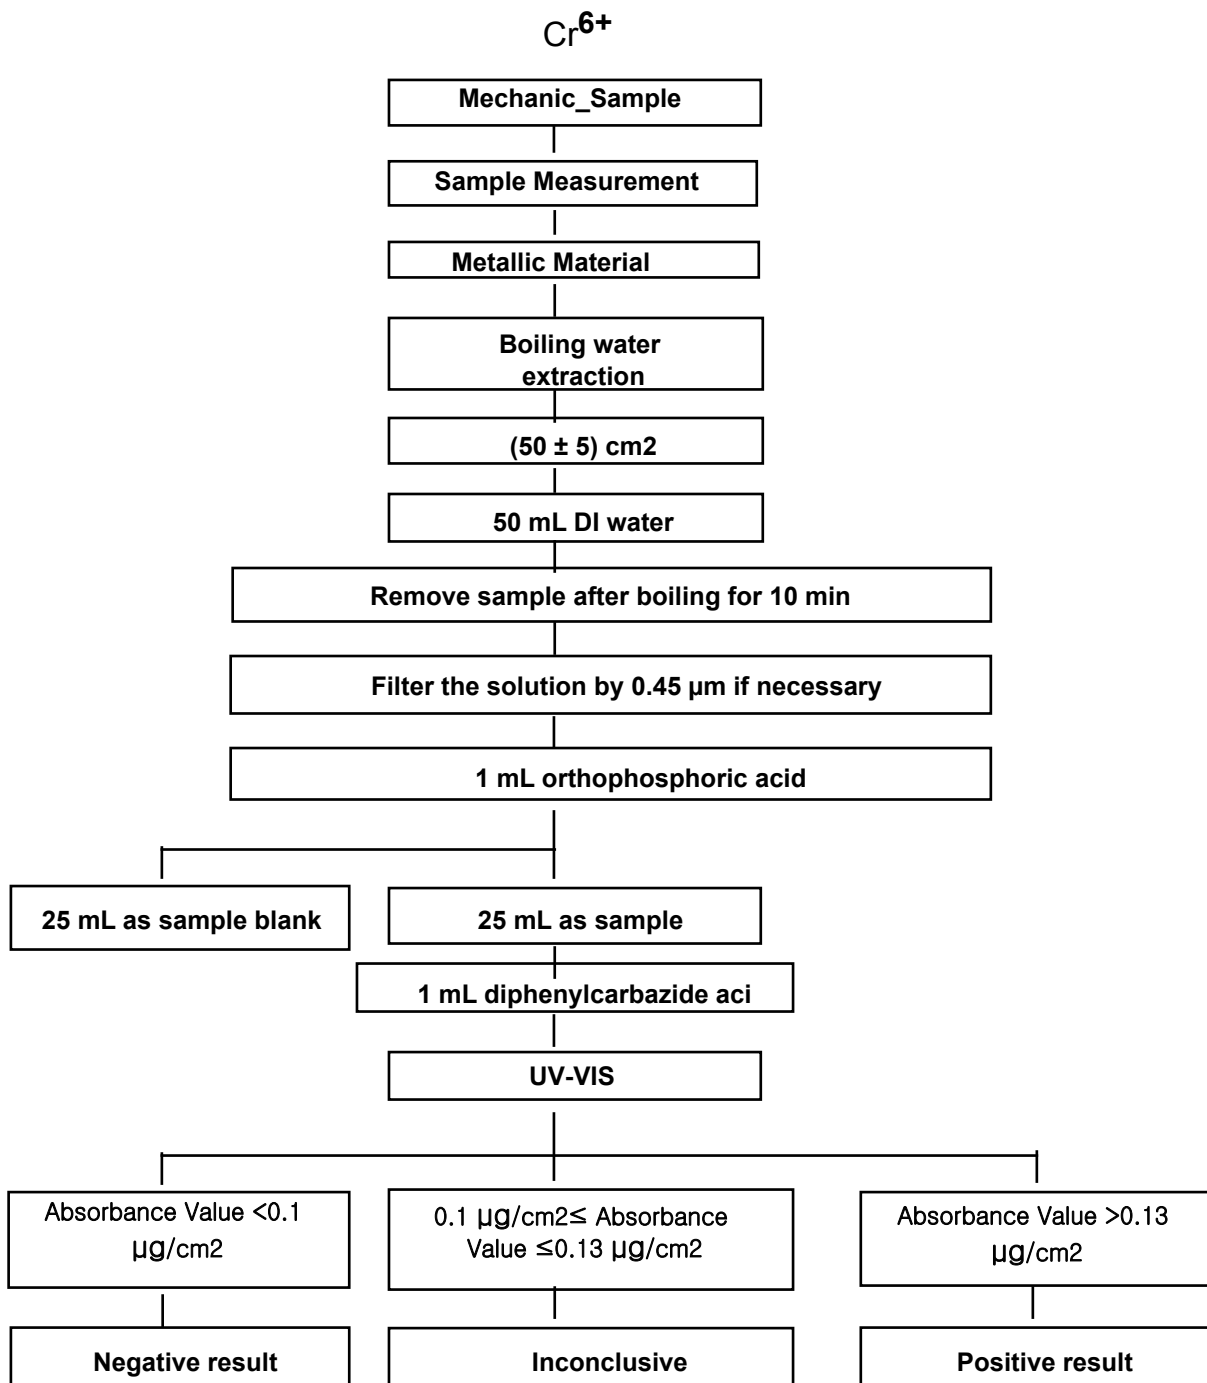 Cr6+
Mechanic_Sample
Sample Measurement
Metallic Material
Boiling water
extraction
(50 ± 5) cm2
50 mL DI water
Remove sample after boiling for 10 min
Filter the solution by 0.45 µm if necessary
1 mL orthophosphoric acid
25 mL as sample blank
25 mL as sample
1 mL diphenylcarbazide aci
UV-VIS
Absorbance Value <0.1
µg/cm2
0.1 µg/cm2≤ Absorbance
Value ≤0.13 µg/cm2
Absorbance Value >0.13
µg/cm2
Negative result
Inconclusive
Positive result